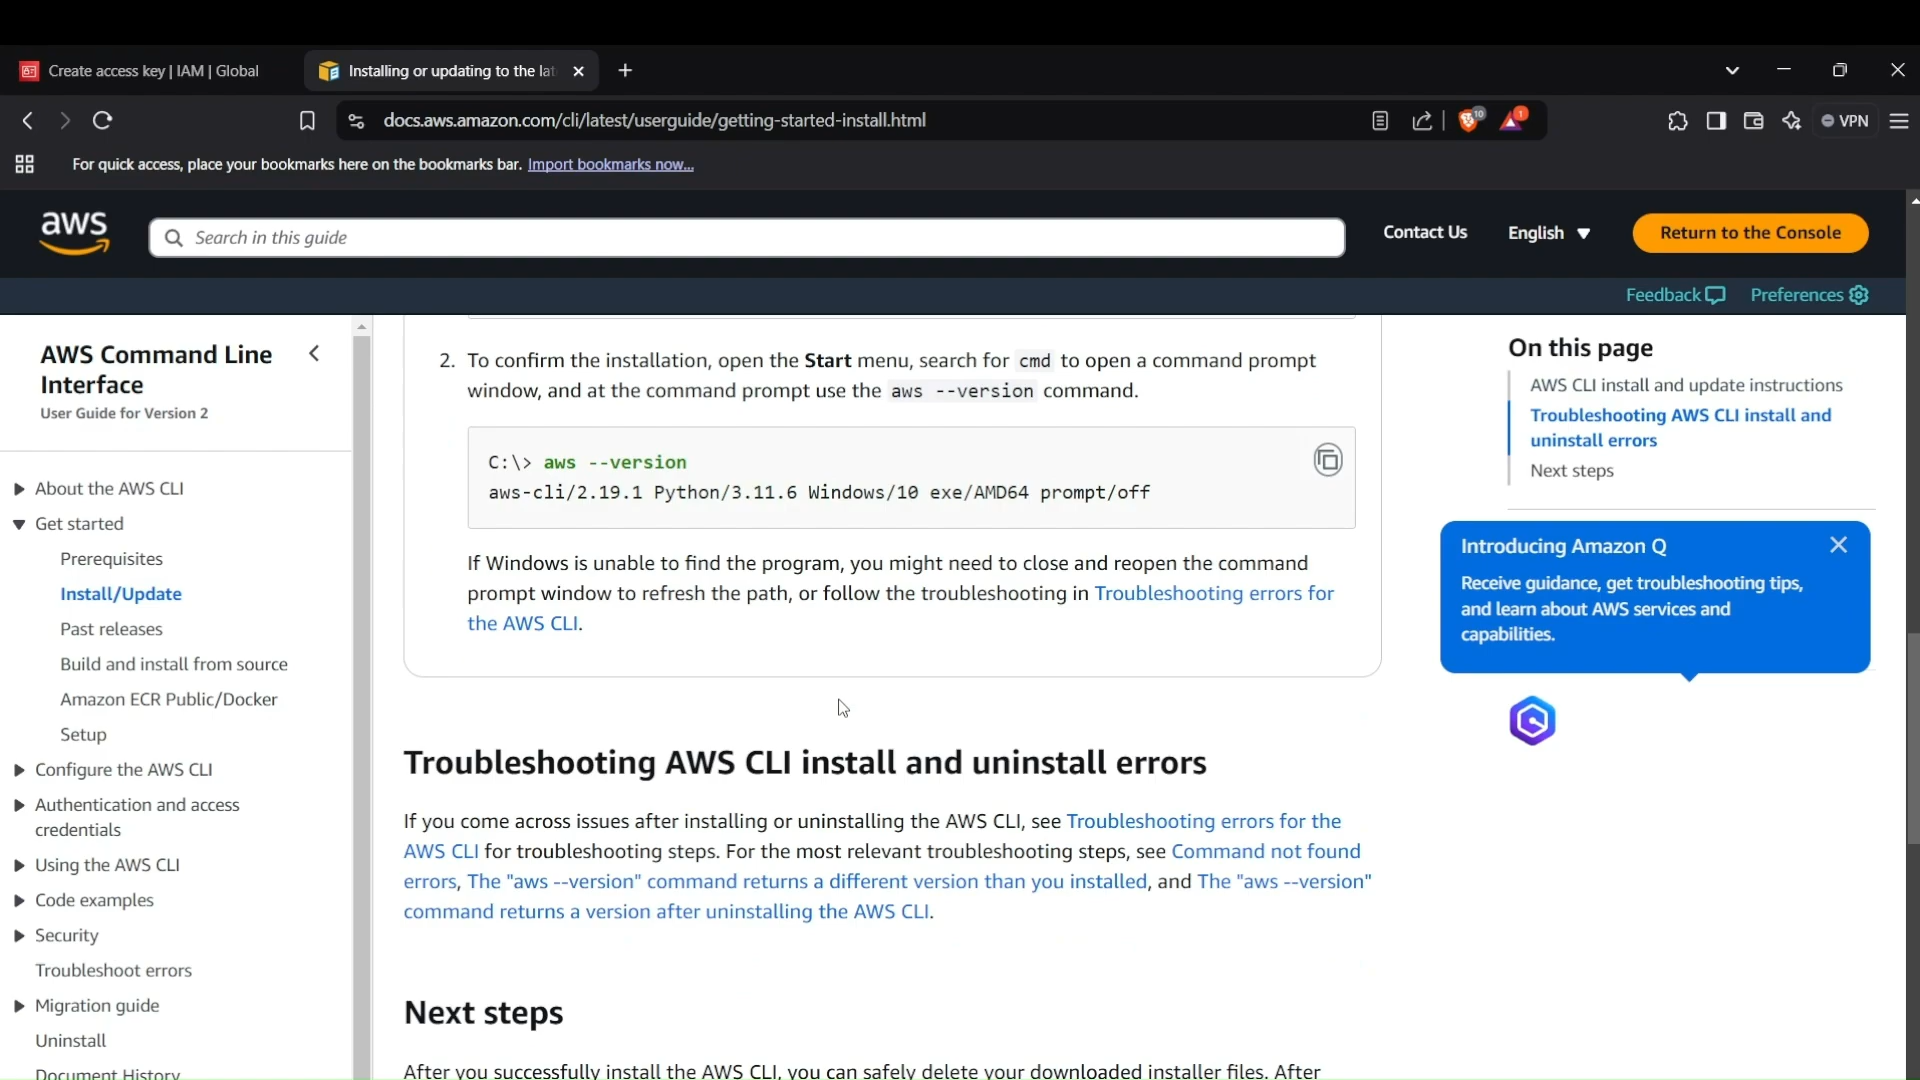 Create access key | IAM | Global
Installing or updating to the lat
docs.aws.amazon.com/cli/latest/userguide/getting-started-install.html
10
1
VPN
For quick access, place your bookmarks here on the bookmarks bar. Import bookmarks now...
aws
Search in this guide
Contact Us
English
Return to the Console
Feedback
Preferences
AWS Command Line
Interface
User Guide for Version 2
About the AWS CLI
Get started
Prerequisites
Install/Update
Past releases
Build and install from source
Amazon ECR Public/Docker
Setup
Configure the AWS CLI
Authentication and access
credentials
Using the AWS CLI
Code examples
Security
Troubleshoot errors
Migration guide
Uninstall
Document History
2. To confirm the installation, open the Start menu, search for cmd to open a command prompt
window, and at the command prompt use the aws --version command.
C:\> aws --version
aws-cli/2.19.1 Python/3.11.6 Windows/10 exe/AMD64 prompt/off
If Windows is unable to find the program, you might need to close and reopen the command
prompt window to refresh the path, or follow the troubleshooting in Troubleshooting errors for
the AWS CLI.
Troubleshooting AWS CLI install and uninstall errors
If you come across issues after installing or uninstalling the AWS CLI, see Troubleshooting errors for the
AWS CLI for troubleshooting steps. For the most relevant troubleshooting steps, see Command not found
errors, The "aws --version" command returns a different version than you installed, and The "aws --version"
command returns a version after uninstalling the AWS CLI.
Next steps
After you successfully install the AWS CLI, you can safely delete your downloaded installer files. After
On this page
AWS CLI install and update instructions
Troubleshooting AWS CLI install and
uninstall errors
Next steps
Introducing Amazon Q
Receive guidance, get troubleshooting tips,
and learn about AWS services and
capabilities.